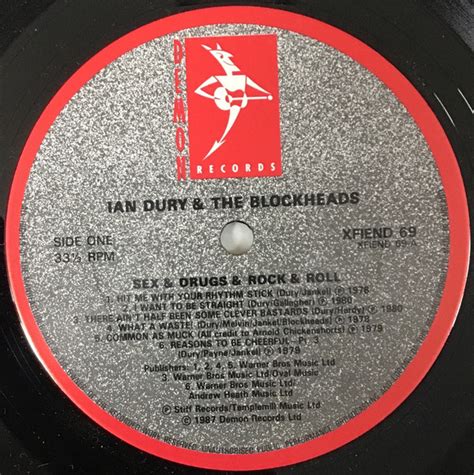 DEMON
RECORDS
IAN DURY & THE BLOCKHEADS
SIDE ONE
33⅓ RPM
XFIEND 69
XFIEND 69 A
SEX & DRUGS & ROCK & ROLL
1. HIT ME WITH YOUR RHYTHM STICK (Dury/Jankel) ℗ 1978
2. I WANT TO BE STRAIGHT (Dury/Gallagher) ℗ 1980
3. THERE AIN'T HALF BEEN SOME CLEVER BASTARDS (Dury/Hardy) ℗ 1980
4. WHAT A WASTE! (Dury/Melvin/Jankel/Blockheads) ℗ 1978
5. COMMON AS MUCK (All credit to Arnold Chickenshorts) ℗ 1979
6. REASONS TO BE CHEERFUL - Pt 3
(Dury/Payne/Jankel) ℗ 1979
Publishers: 1, 2, 4, 5. Warner Bros Music Ltd
3. Warner Bros Music Ltd/Oval Music
6. Warner Bros Music Ltd/
Andrew Heath Music Ltd
℗ Stiff Records/Templemill Music Ltd
℗ 1987 Demon Records Ltd